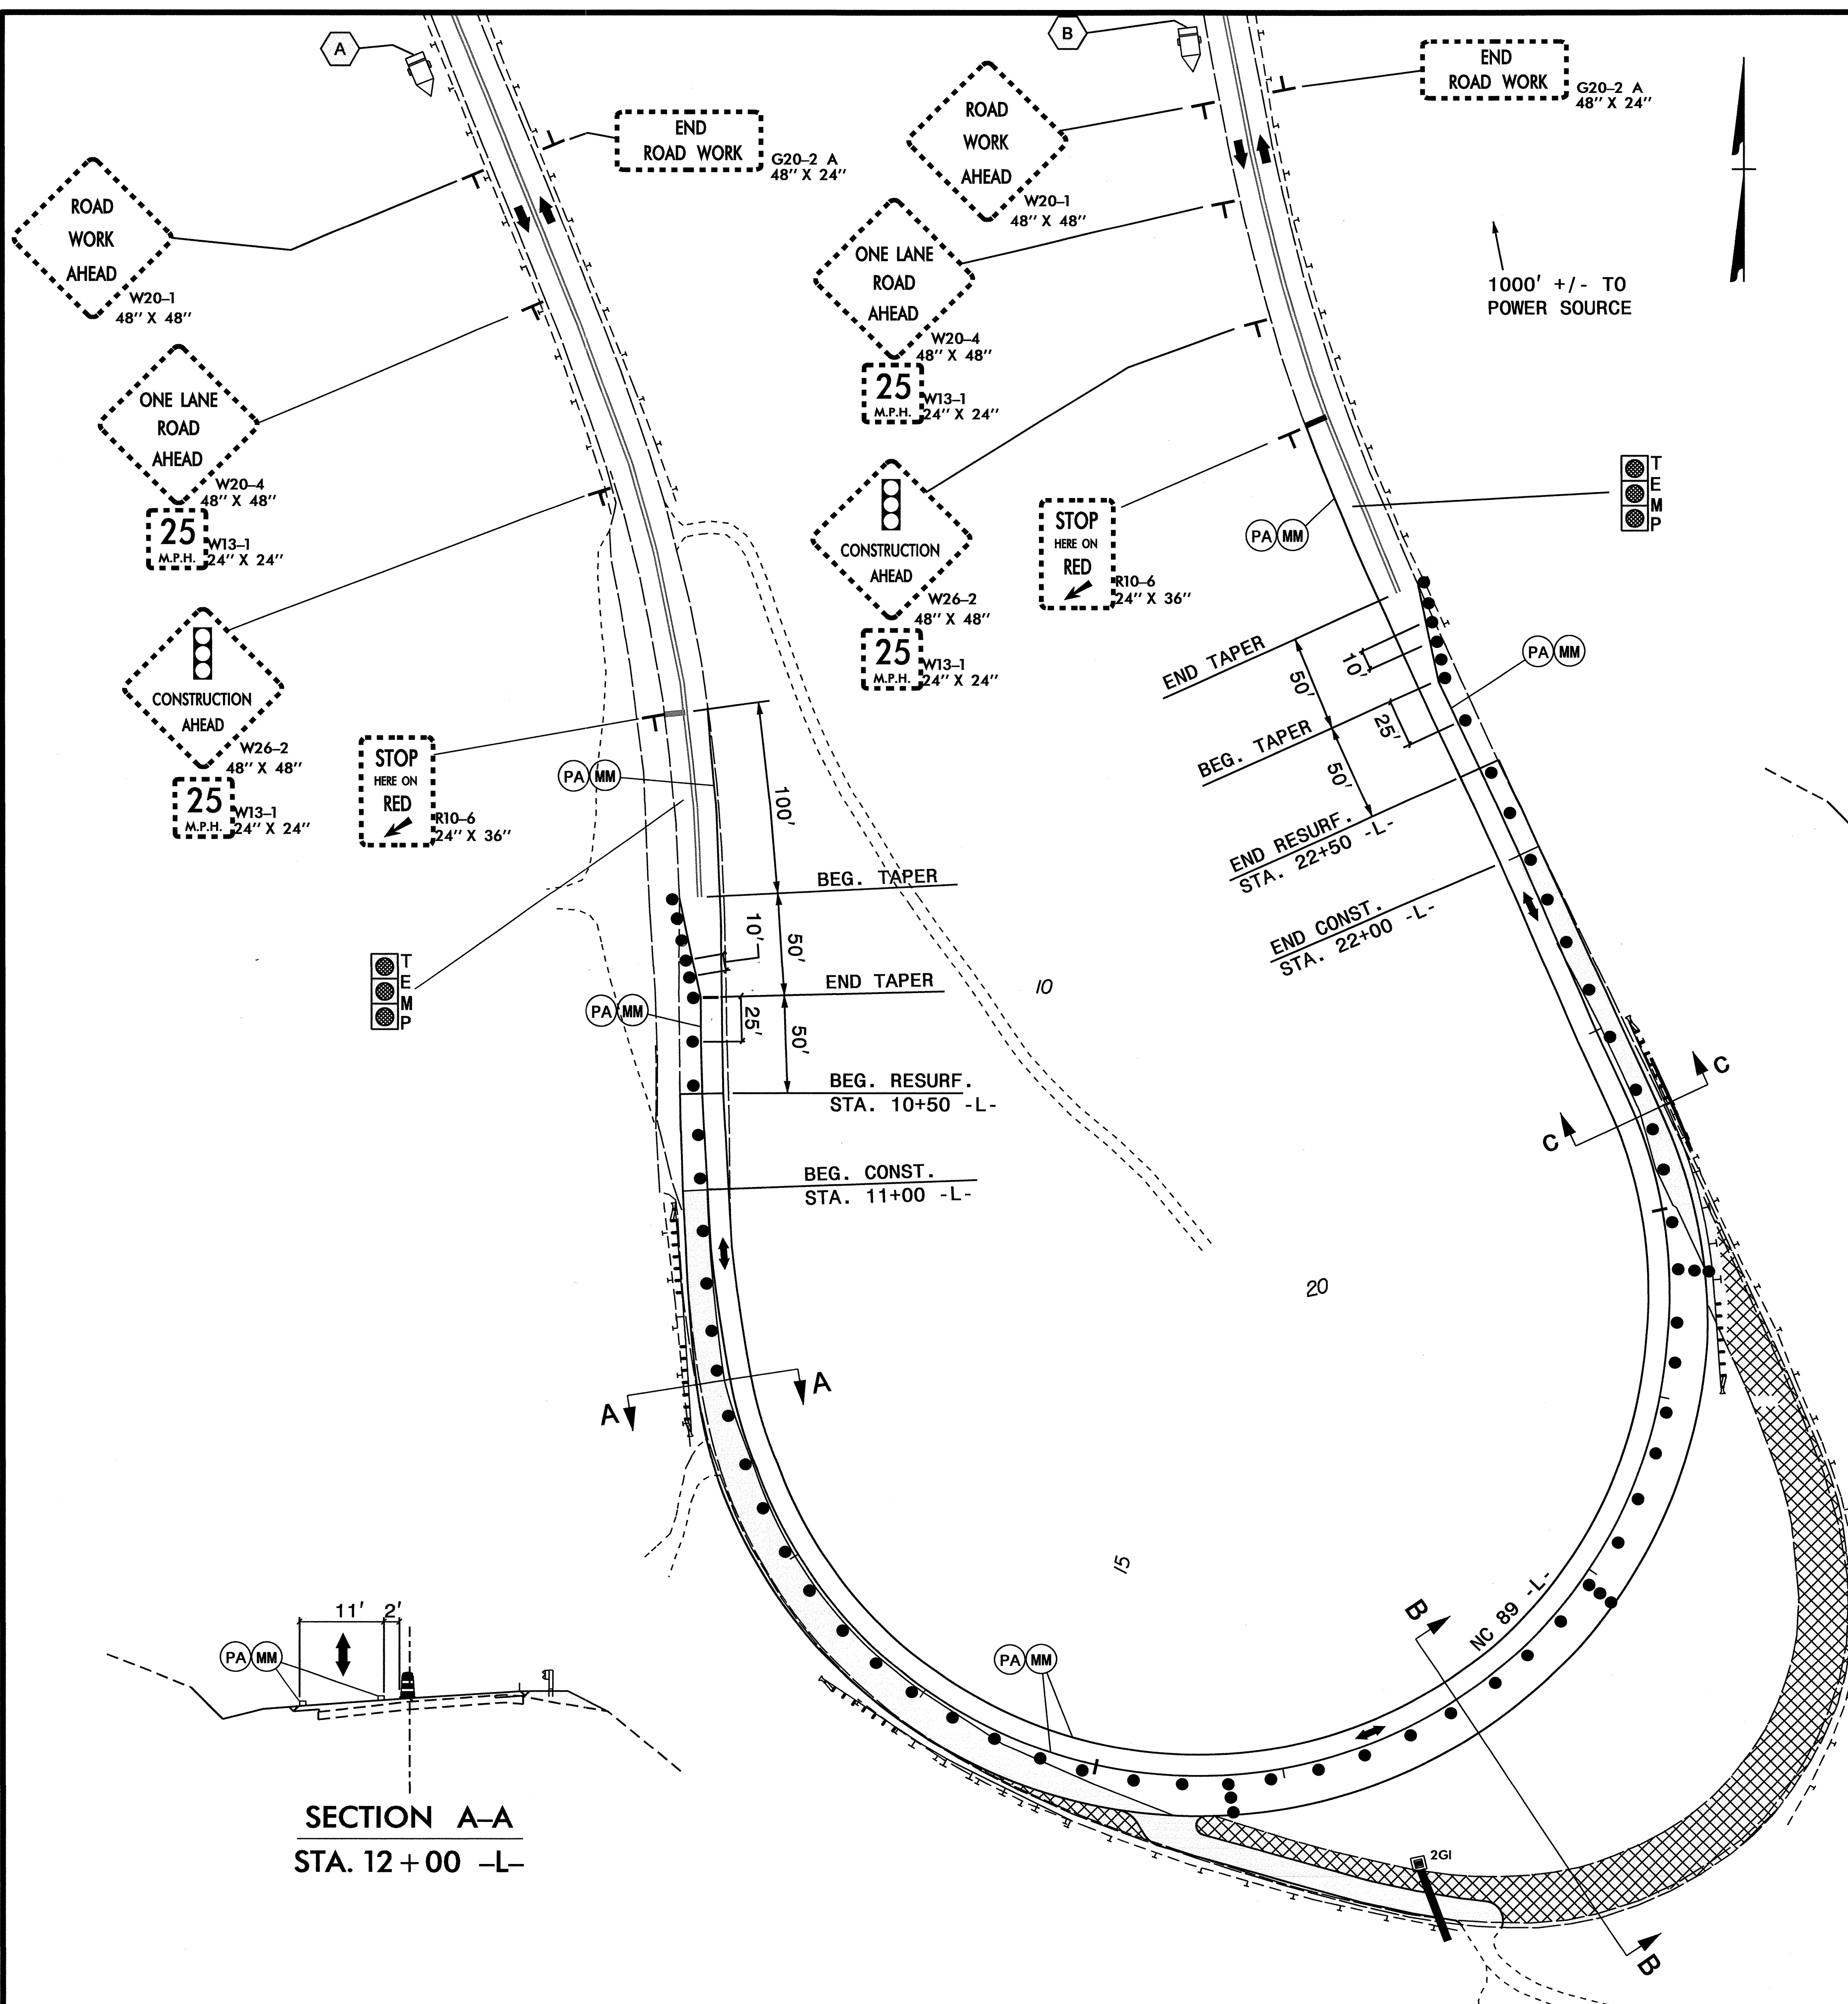 A
B
END
ROAD WORK
G20-2 A
48" X 24"
END
ROAD WORK
G20-2 A
48" X 24"
ROAD
WORK
AHEAD
W20-1
48" X 48"
ROAD
WORK
AHEAD
W20-1
48" X 48"
ONE LANE
ROAD
AHEAD
W20-4
48" X 48"
25
M.P.H.
W13-1
24" X 24"
1000' +/- TO
POWER SOURCE
ONE LANE
ROAD
AHEAD
W20-4
48" X 48"
25
M.P.H.
W13-1
24" X 24"
CONSTRUCTION
AHEAD
W26-2
48" X 48"
25
M.P.H.
W13-1
24" X 24"
STOP
HERE ON
RED
R10-6
24" X 36"
PA MM
T
E
M
P
CONSTRUCTION
AHEAD
W26-2
48" X 48"
25
M.P.H.
W13-1
24" X 24"
STOP
HERE ON
RED
R10-6
24" X 36"
PA MM
100'
END TAPER
50'
10'
PA MM
BEG. TAPER
25'
50'
END RESURF.
STA. 22+50 -L-
END CONST.
STA. 22+00 -L-
BEG. TAPER
10'
50'
END TAPER
T
E
M
P
PA MM
25'
50'
BEG. RESURF.
STA. 10+50 -L-
BEG. CONST.
STA. 11+00 -L-
10
C
C
20
A
A
15
B
NC 89 -L-
PA MM
2GI
B
11'
2'
PA MM
SECTION A-A
STA. 12+00 -L-